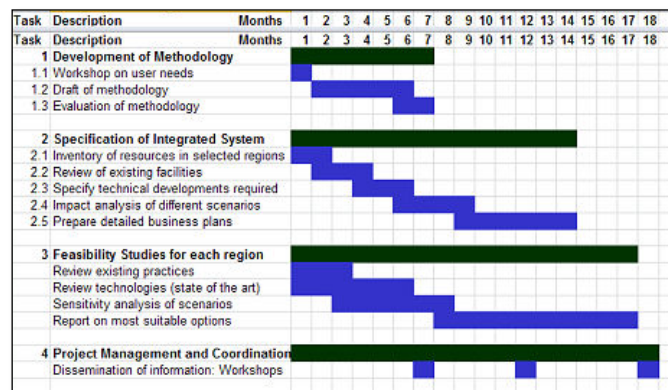 Task Description Months 1 2 3 4 5 6 7 8 9 10 11 12 13 14 15 16 17 18
Task Description Months 1 2 3 4 5 6 7 8 9 10 11 12 13 14 15 16 17 18
1 Development of Methodology
1.1 Workshop on user needs
1.2 Draft of methodology
1.3 Evaluation of methodology
2 Specification of Integrated System
2.1 Inventory of resources in selected regions
2.2 Review of existing facilities
2.3 Specify technical developments required
2.4 Impact analysis of different scenarios
2.5 Prepare detailed business plans
3 Feasibility Studies for each region
Review existing practices
Review technologies (state of the art)
Sensitivity analysis of scenarios
Report on most suitable options
4 Project Management and Coordination
Dissemination of information: Workshops